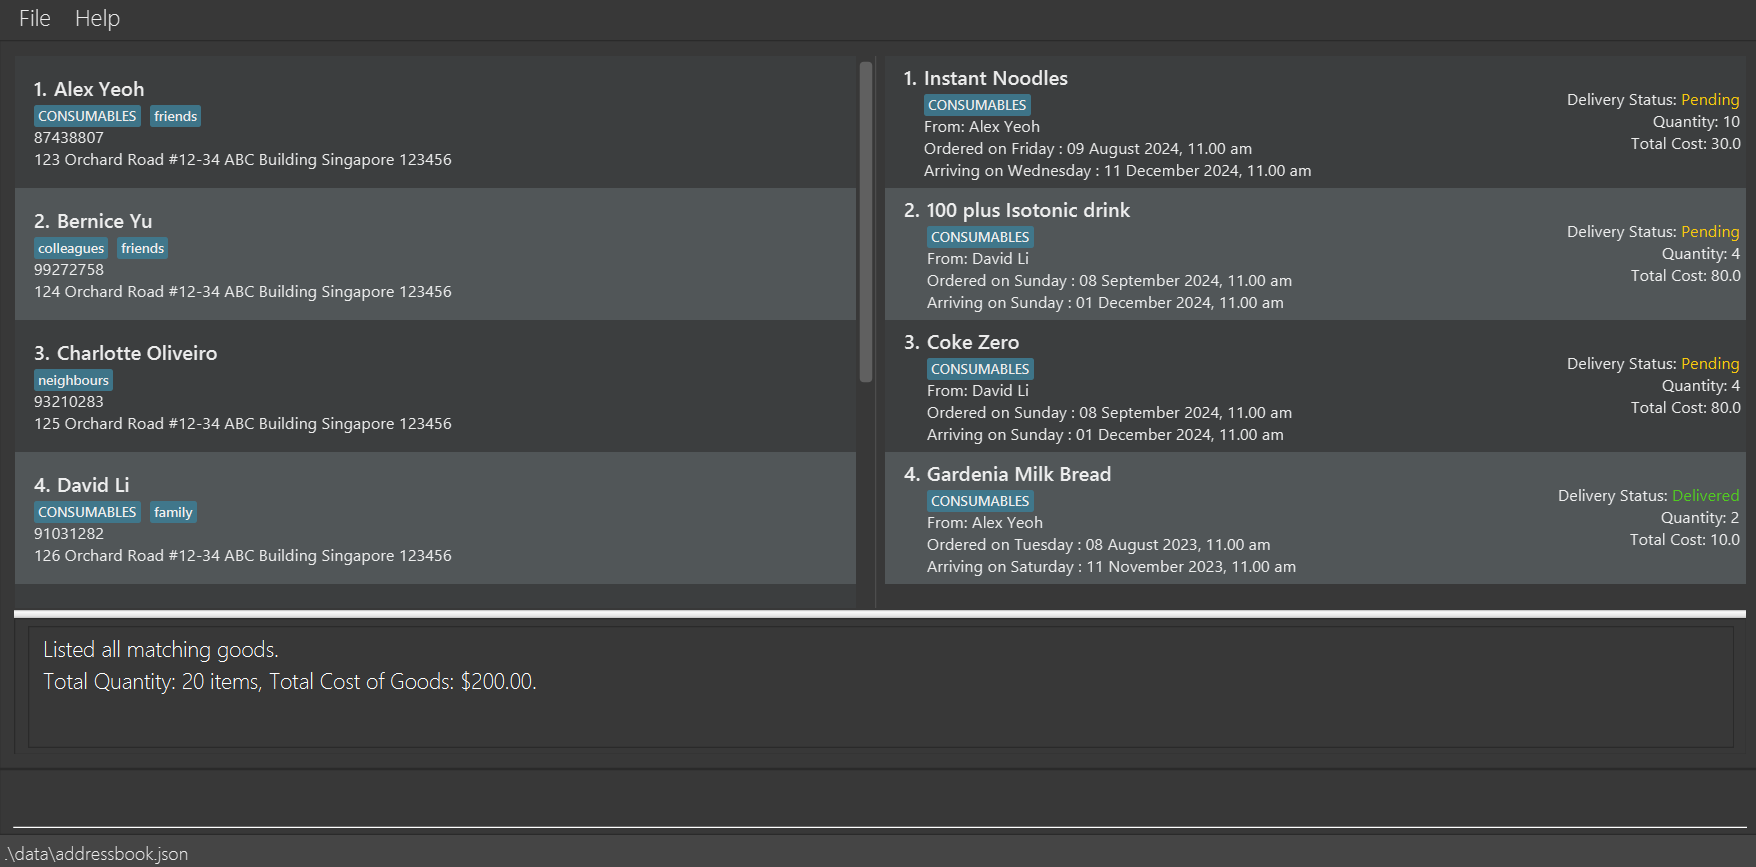 File Help
1. Alex Yeoh
CONSUMABLES friends
87438807
123 Orchard Road #12-34 ABC Building Singapore 123456
2. Bernice Yu
colleagues friends
99272758
124 Orchard Road #12-34 ABC Building Singapore 123456
3. Charlotte Oliveiro
neighbours
93210283
125 Orchard Road #12-34 ABC Building Singapore 123456
4. David Li
CONSUMABLES family
91031282
126 Orchard Road #12-34 ABC Building Singapore 123456
1. Instant Noodles
CONSUMABLES
From: Alex Yeoh
Ordered on Friday : 09 August 2024, 11.00 am
Arriving on Wednesday : 11 December 2024, 11.00 am
Delivery Status: Pending
Quantity: 10
Total Cost: 30.0
2. 100 plus Isotonic drink
CONSUMABLES
From: David Li
Ordered on Sunday : 08 September 2024, 11.00 am
Arriving on Sunday : 01 December 2024, 11.00 am
Delivery Status: Pending
Quantity: 4
Total Cost: 80.0
3. Coke Zero
CONSUMABLES
From: David Li
Ordered on Sunday : 08 September 2024, 11.00 am
Arriving on Sunday : 01 December 2024, 11.00 am
Delivery Status: Pending
Quantity: 4
Total Cost: 80.0
4. Gardenia Milk Bread
CONSUMABLES
From: Alex Yeoh
Ordered on Tuesday : 08 August 2023, 11.00 am
Arriving on Saturday : 11 November 2023, 11.00 am
Delivery Status: Delivered
Quantity: 2
Total Cost: 10.0
Listed all matching goods.
Total Quantity: 20 items, Total Cost of Goods: $200.00.
.\data\addressbook.json